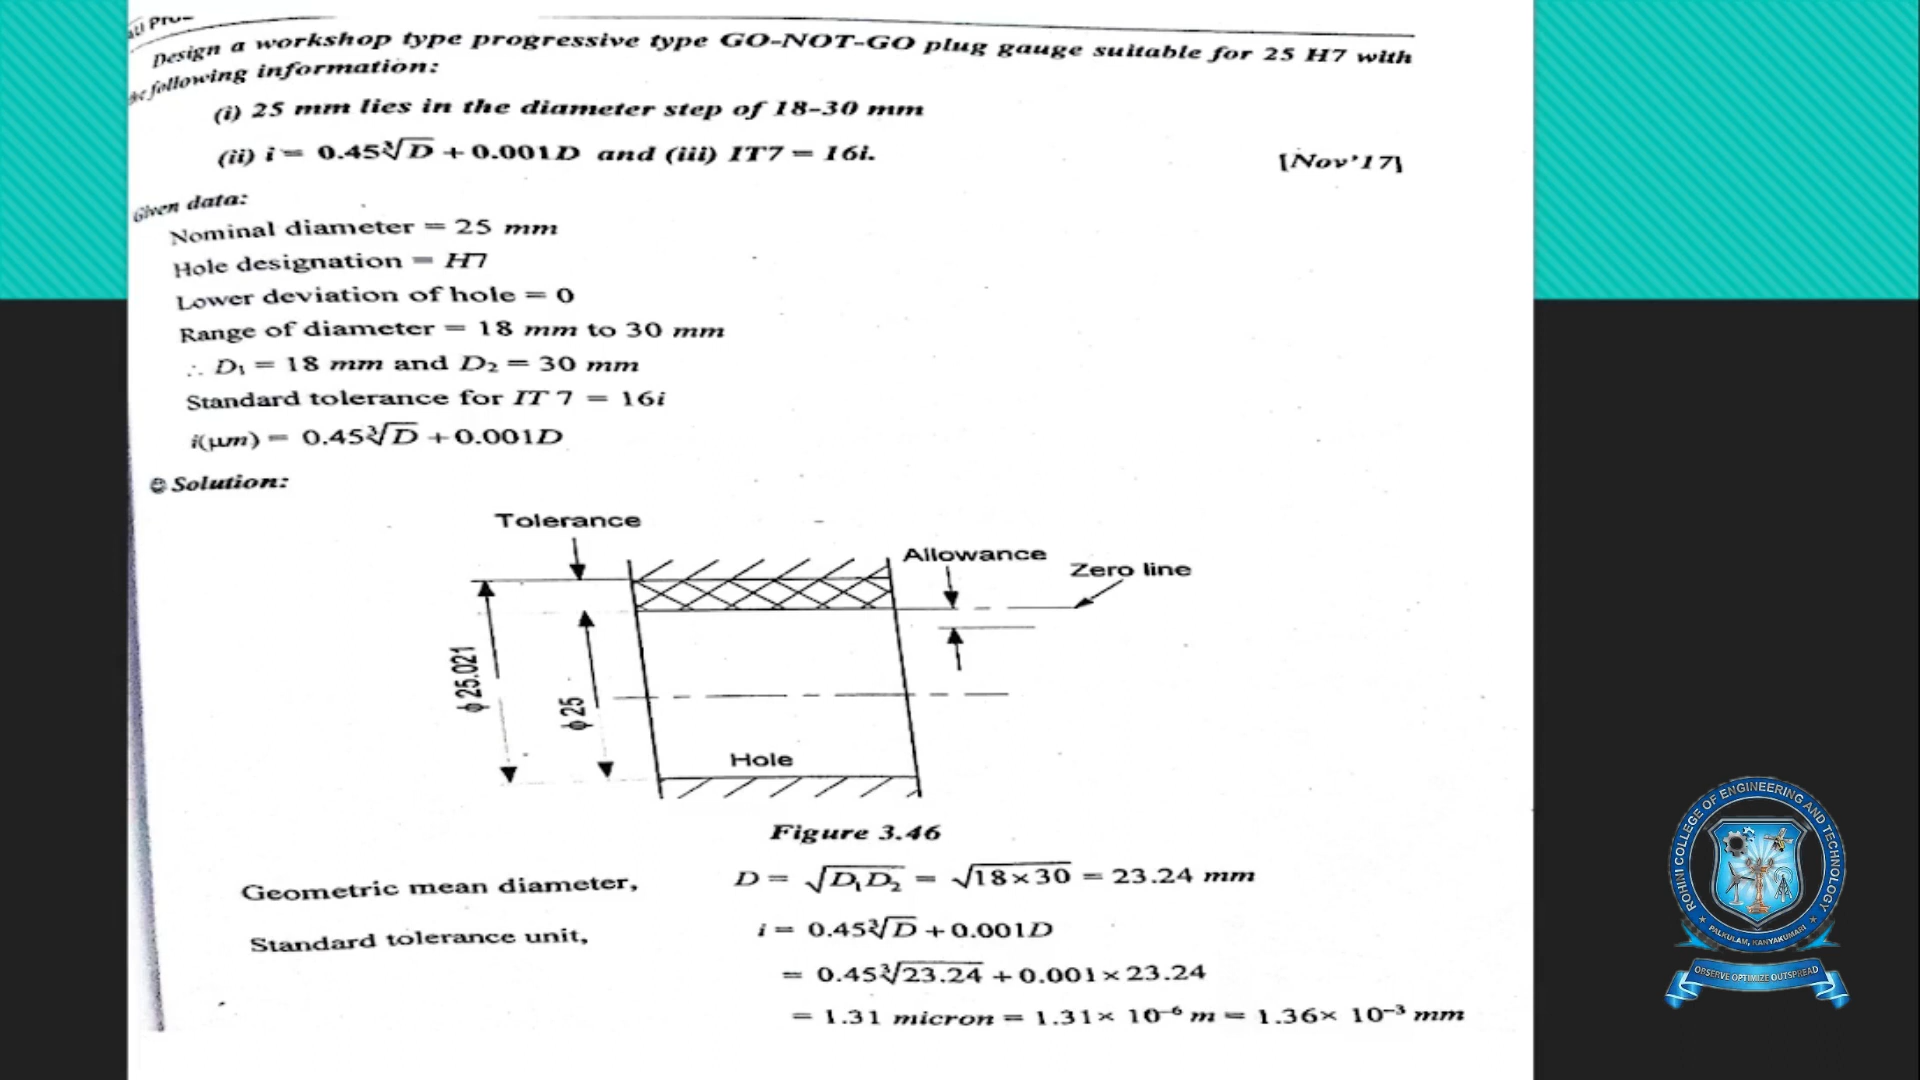 Design a workshop type progressive type GO-NOT-GO plug gauge suitable for 25 H7 with
following information:
(i) 25 mm lies in the diameter step of 18-30 mm
(ii) i = 0.45∛D + 0.001D and (iii) IT7 = 16i.
[Nov'17]
Given data:
Nominal diameter = 25 mm
Hole designation = H7
Lower deviation of hole = 0
Range of diameter = 18 mm to 30 mm
∴ D₁ = 18 mm and D₂ = 30 mm
Standard tolerance for IT 7 = 16i
i(μm) = 0.45∛D + 0.001D
Solution:
Tolerance
Allowance
Zero line
ϕ 25.021
ϕ 25
Hole
Figure 3.46
Geometric mean diameter, D = √D₁D₂ = √18×30 = 23.24 mm
Standard tolerance unit, i = 0.45∛D + 0.001D
= 0.45∛23.24 + 0.001 × 23.24
= 1.31 micron = 1.31× 10⁻⁶ m = 1.36× 10⁻³ mm
ROHINI COLLEGE OF ENGINEERING AND TECHNOLOGY
PALKULAM, KANYAKUMARI
OBSERVE OPTIMIZE OUTSPREAD